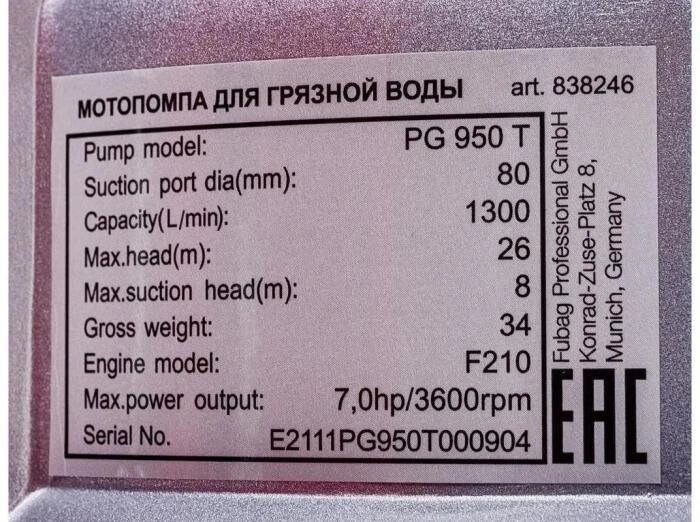 МОТОПОМПА ДЛЯ ГРЯЗНОЙ ВОДЫ art. 838246
Pump model: PG 950 T
Suction port dia(mm): 80
Capacity(L/min): 1300
Max.head(m): 26
Max.suction head(m): 8
Gross weight: 34
Engine model: F210
Max.power output: 7,0hp/3600rpm
Serial No. E2111PG950T000904
Fubag Professional GmbH
Konrad-Zuse-Platz 8,
Munich, Germany
EAC